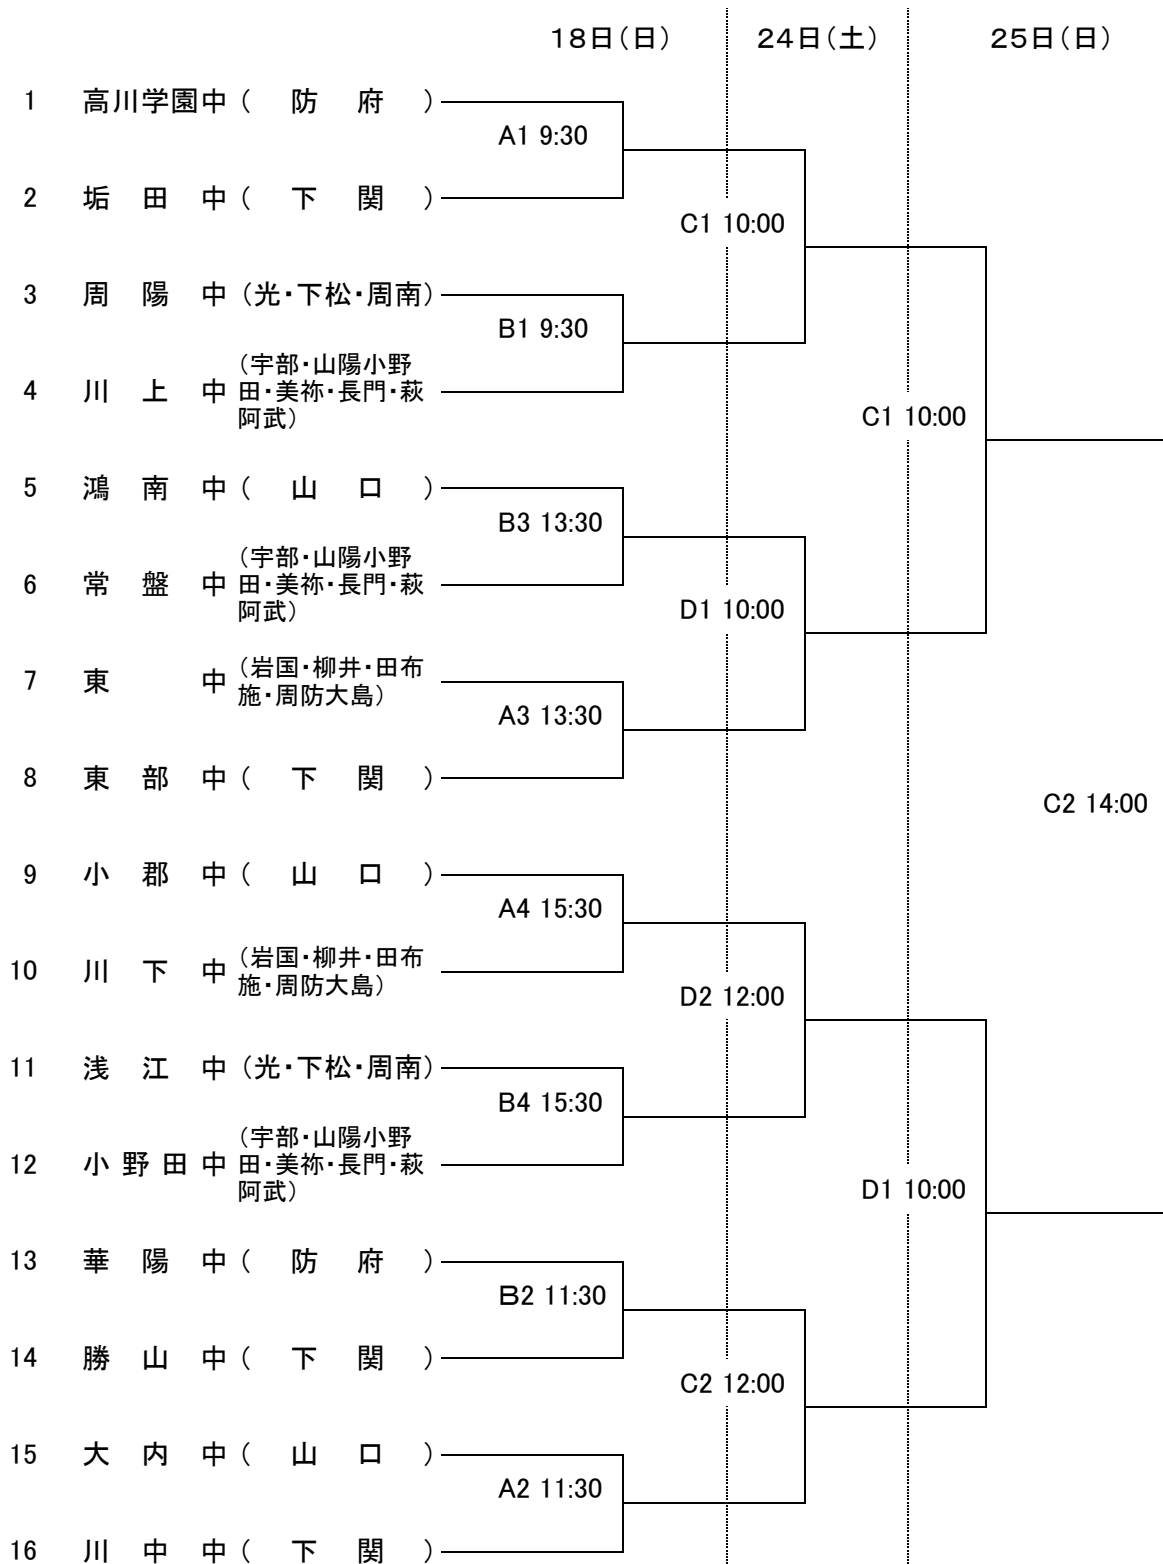 18日(日) 24日(土) 25日(日)
1 高川学園中 ( 防 府 )
A1 9:30
2 垢 田 中 ( 下 関 )
C1 10:00
3 周 陽 中 (光・下松・周南)
B1 9:30
(宇部・山陽小野
4 川 上 中 田・美祢・長門・萩
阿武)
C1 10:00
5 鴻 南 中 ( 山 口 )
B3 13:30
(宇部・山陽小野
6 常 盤 中 田・美祢・長門・萩
阿武)
D1 10:00
7 東 中 (岩国・柳井・田布
施・周防大島)
A3 13:30
8 東 部 中 ( 下 関 )
C2 14:00
9 小 郡 中 ( 山 口 )
A4 15:30
10 川 下 中 (岩国・柳井・田布
施・周防大島)
D2 12:00
11 浅 江 中 (光・下松・周南)
B4 15:30
(宇部・山陽小野
12 小 野 田 中 田・美祢・長門・萩
阿武)
D1 10:00
13 華 陽 中 ( 防 府 )
B2 11:30
14 勝 山 中 ( 下 関 )
C2 12:00
15 大 内 中 ( 山 口 )
A2 11:30
16 川 中 中 ( 下 関 )